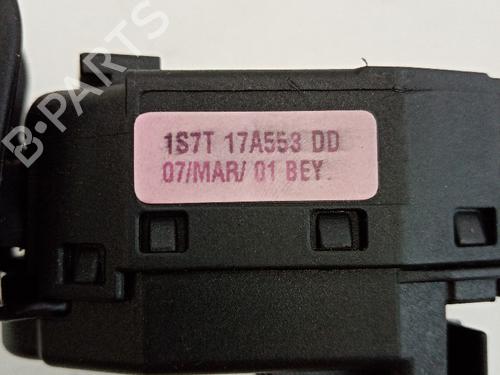 1S7T 17A553 DD
07/MAR/ 01 BEY.
B-PARTS